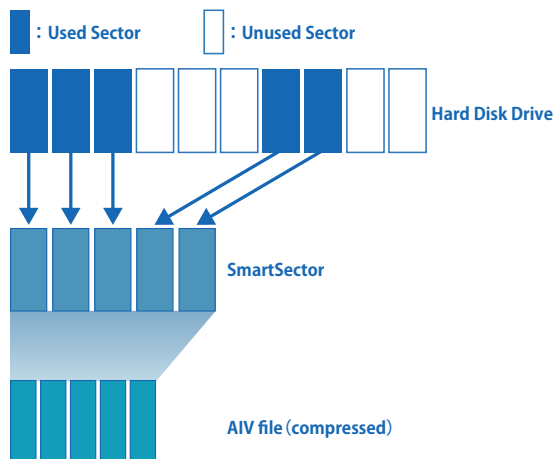 : Used Sector
: Unused Sector
Hard Disk Drive
SmartSector
AIV file (compressed)